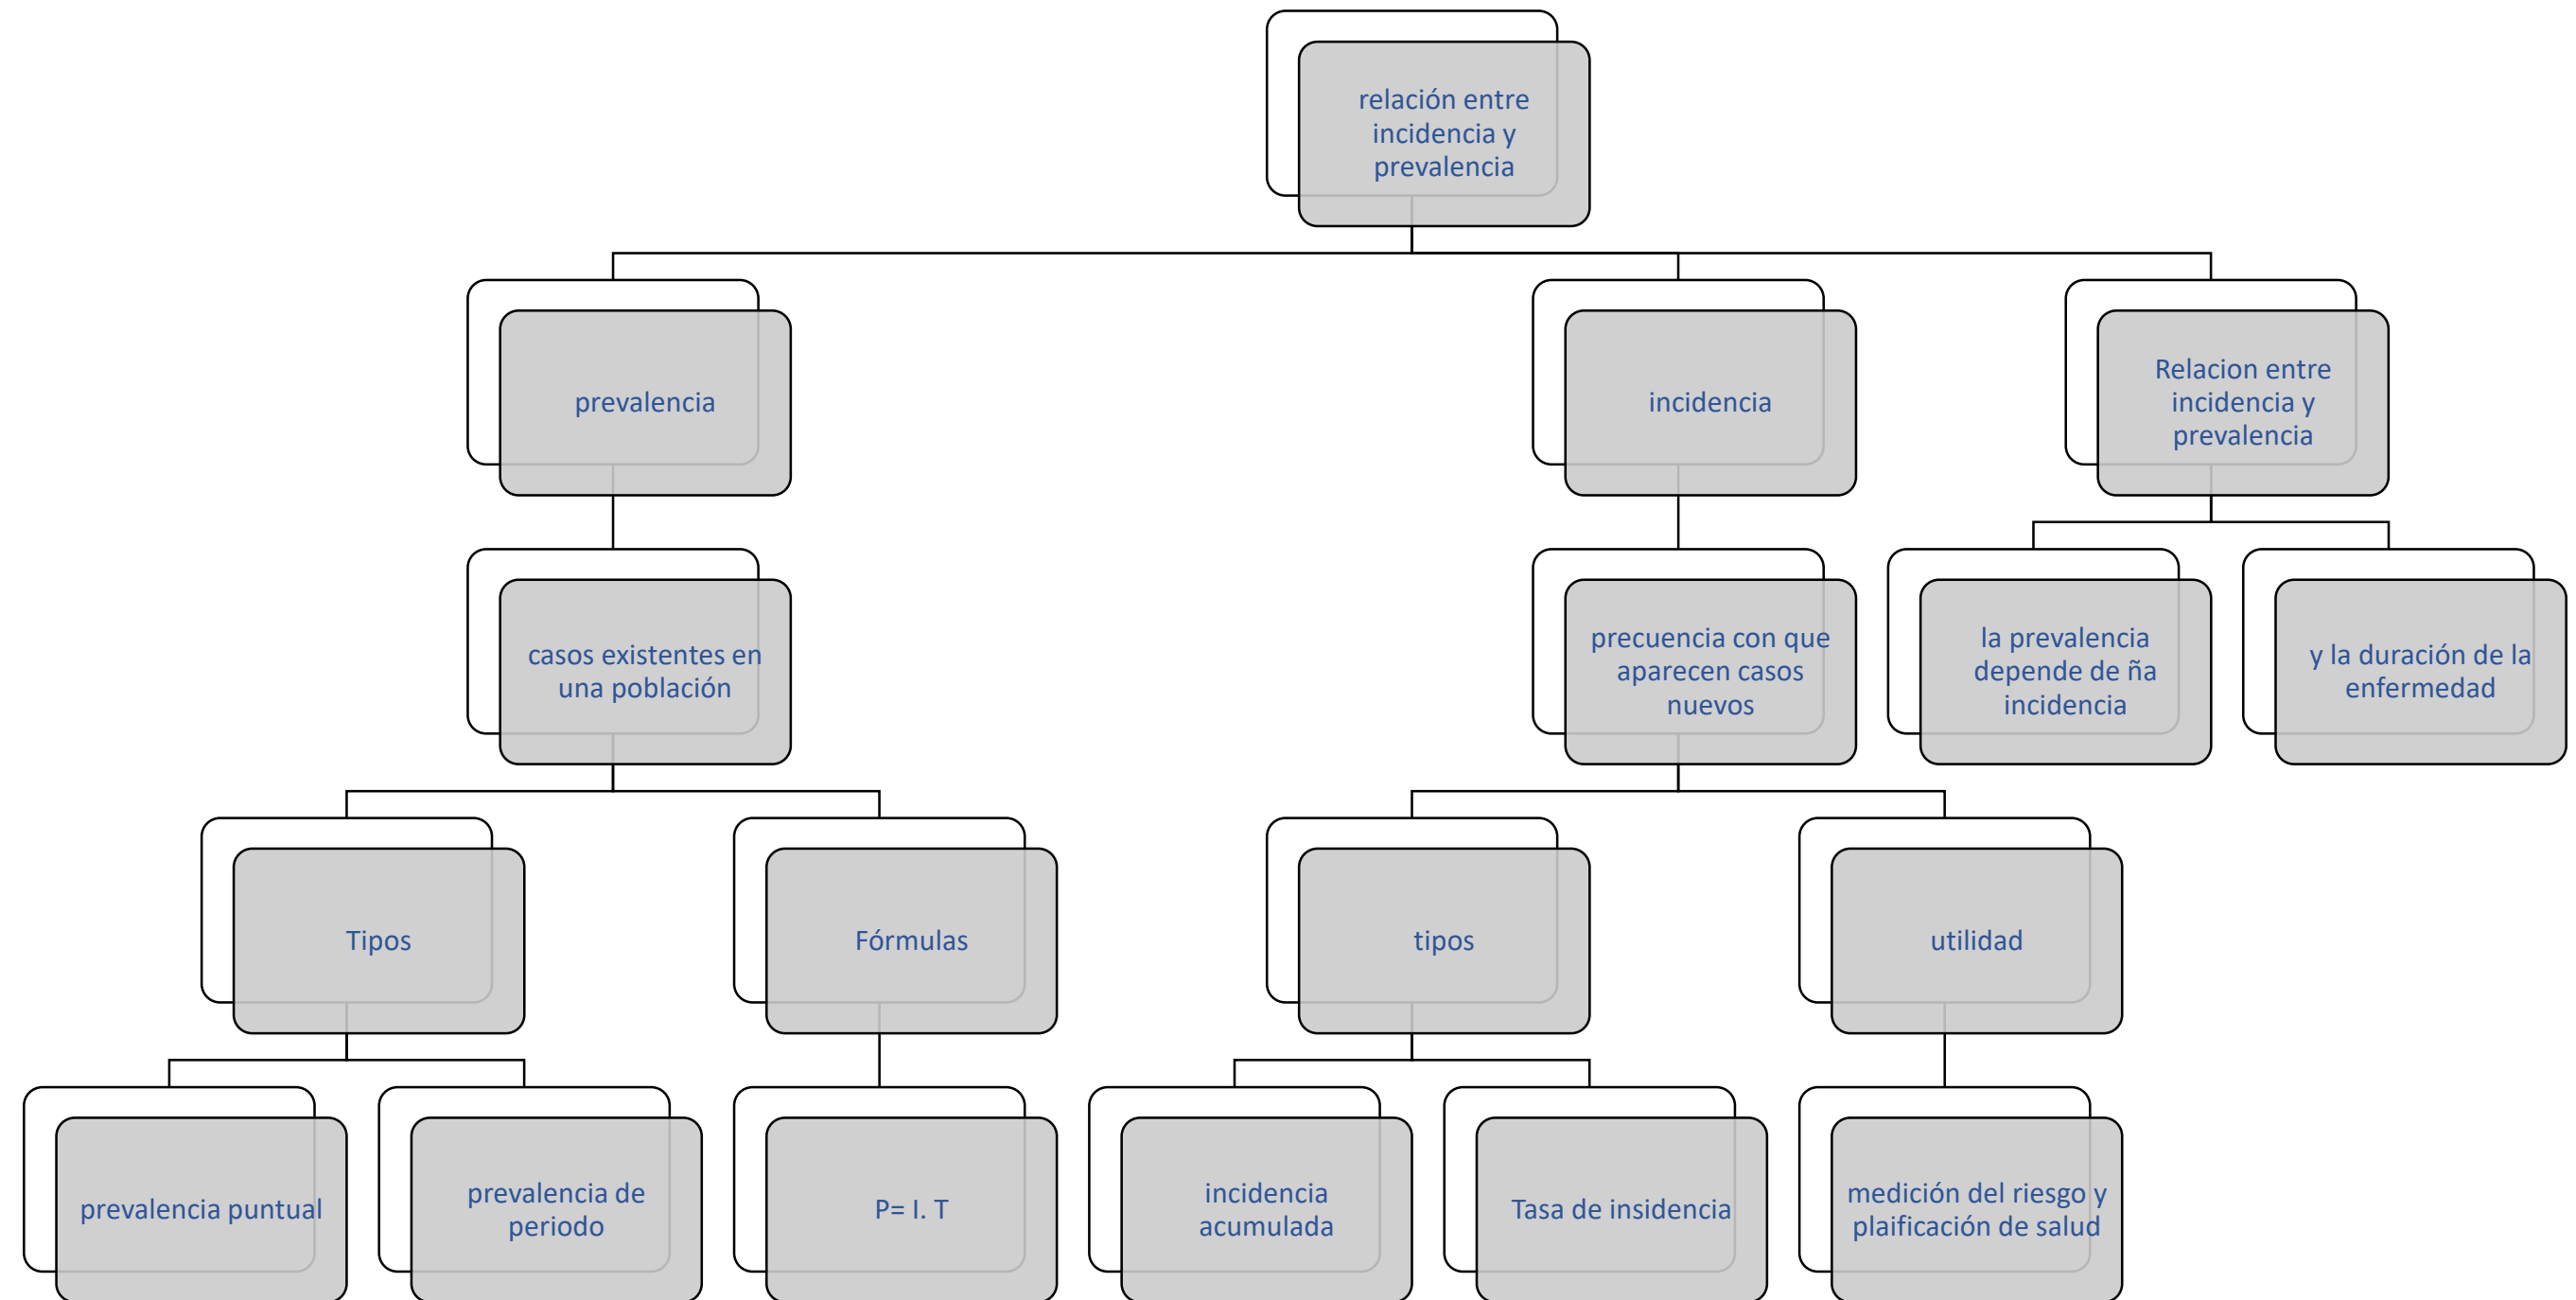 relación entre
incidencia y
prevalencia
prevalencia
incidencia
Relacion entre
incidencia y
prevalencia
casos existentes en
una población
precuencia con que
aparecen casos
nuevos
la prevalencia
depende de ña
incidencia
y la duración de la
enfermedad
Tipos
Fórmulas
tipos
utilidad
prevalencia puntual
prevalencia de
periodo
P= I. T
incidencia
acumulada
Tasa de insidencia
medición del riesgo y
plaificación de salud